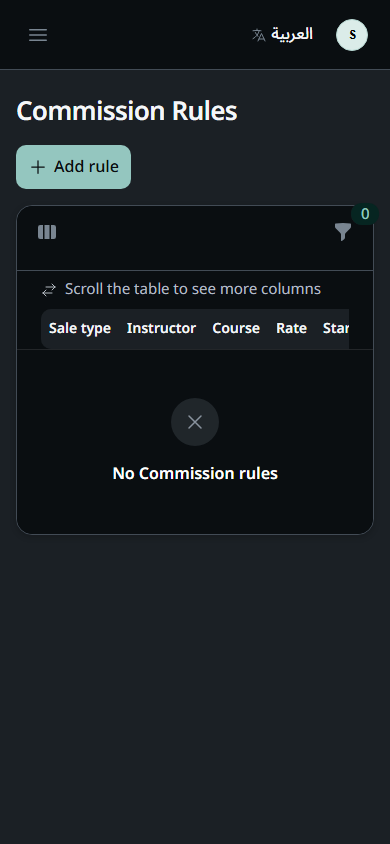 العربية
S
Commission Rules
Add rule
0
Scroll the table to see more columns
Sale type Instructor Course Rate Star
No Commission rules